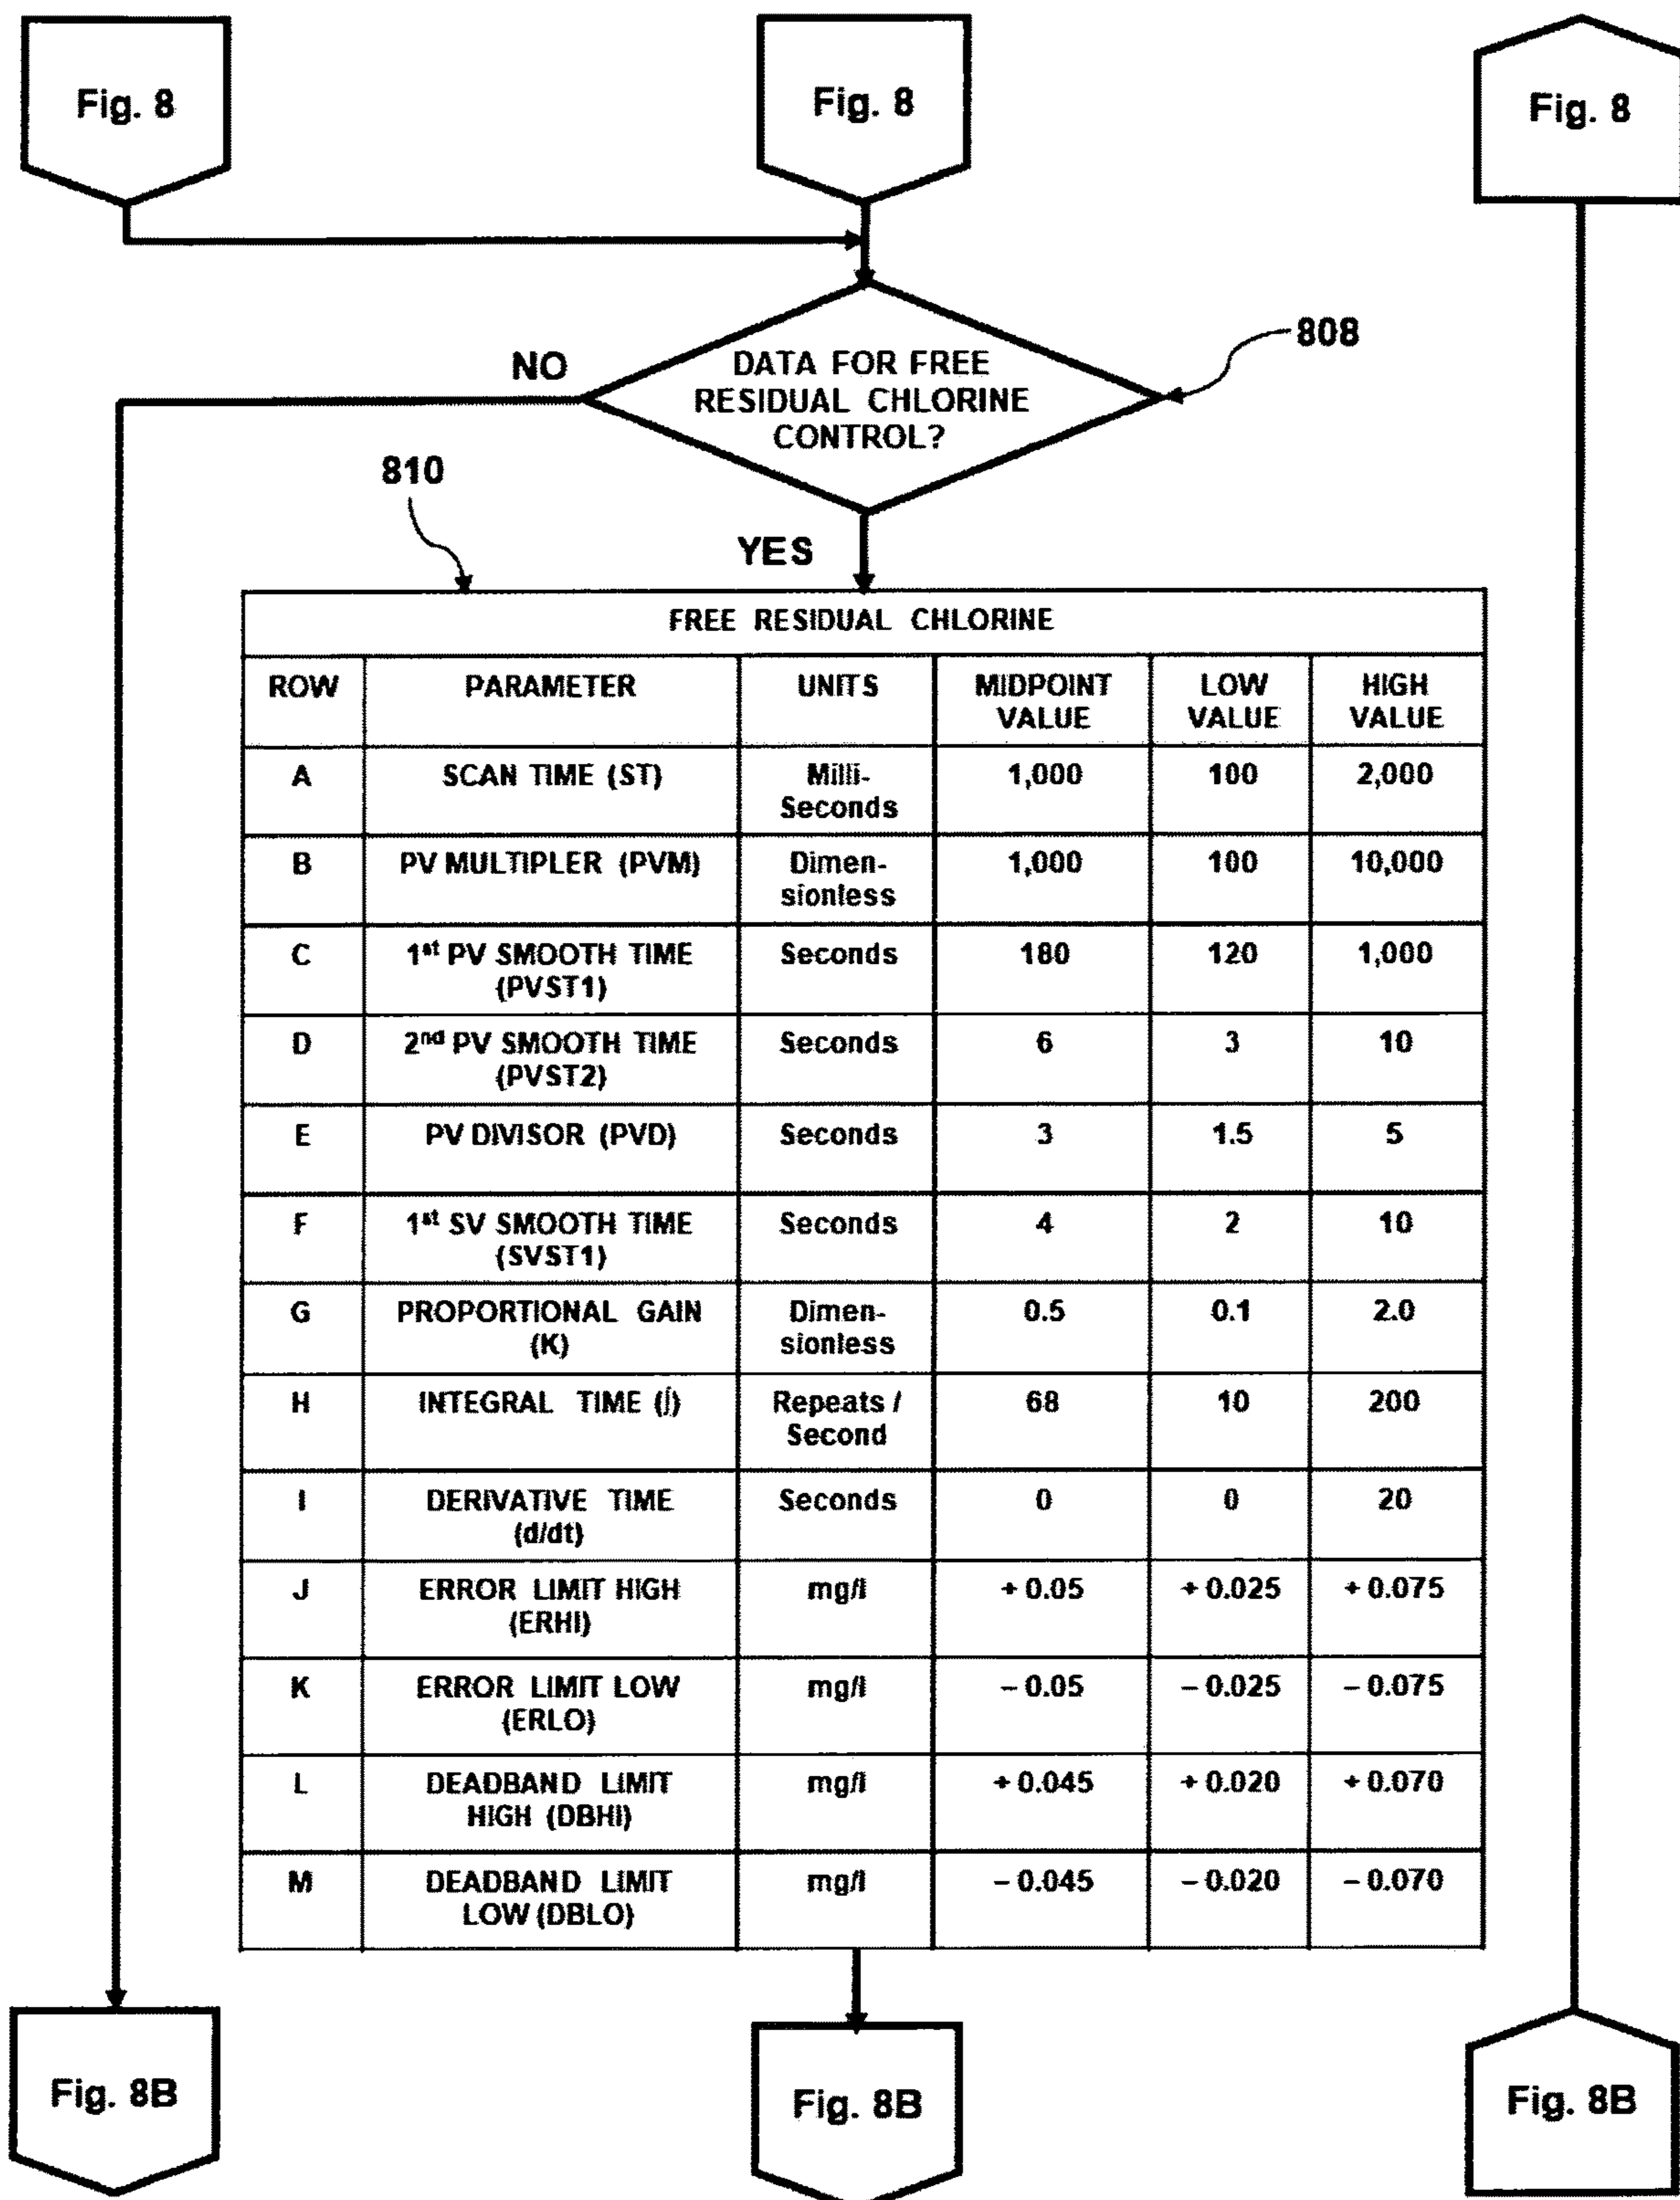 Fig. 8
Fig. 8
Fig. 8
808
NO
DATA FOR FREE
RESIDUAL CHLORINE
CONTROL?
810
YES
FREE RESIDUAL CHLORINE
ROW PARAMETER UNITS MIDPOINT VALUE LOW VALUE HIGH VALUE
A SCAN TIME (ST) Milli-Seconds 1,000 100 2,000
B PV MULTIPLER (PVM) Dimen-sionless 1,000 100 10,000
C 1st PV SMOOTH TIME (PVST1) Seconds 180 120 1,000
D 2nd PV SMOOTH TIME (PVST2) Seconds 6 3 10
E PV DIVISOR (PVD) Seconds 3 1.5 5
F 1st SV SMOOTH TIME (SVST1) Seconds 4 2 10
G PROPORTIONAL GAIN (K) Dimen-sionless 0.5 0.1 2.0
H INTEGRAL TIME (∫) Repeats / Second 68 10 200
I DERIVATIVE TIME (d/dt) Seconds 0 0 20
J ERROR LIMIT HIGH (ERHI) mg/l + 0.05 + 0.025 + 0.075
K ERROR LIMIT LOW (ERLO) mg/l – 0.05 – 0.025 – 0.075
L DEADBAND LIMIT HIGH (DBHI) mg/l + 0.045 + 0.020 + 0.070
M DEADBAND LIMIT LOW (DBLO) mg/l – 0.045 – 0.020 – 0.070
Fig. 8B
Fig. 8B
Fig. 8B